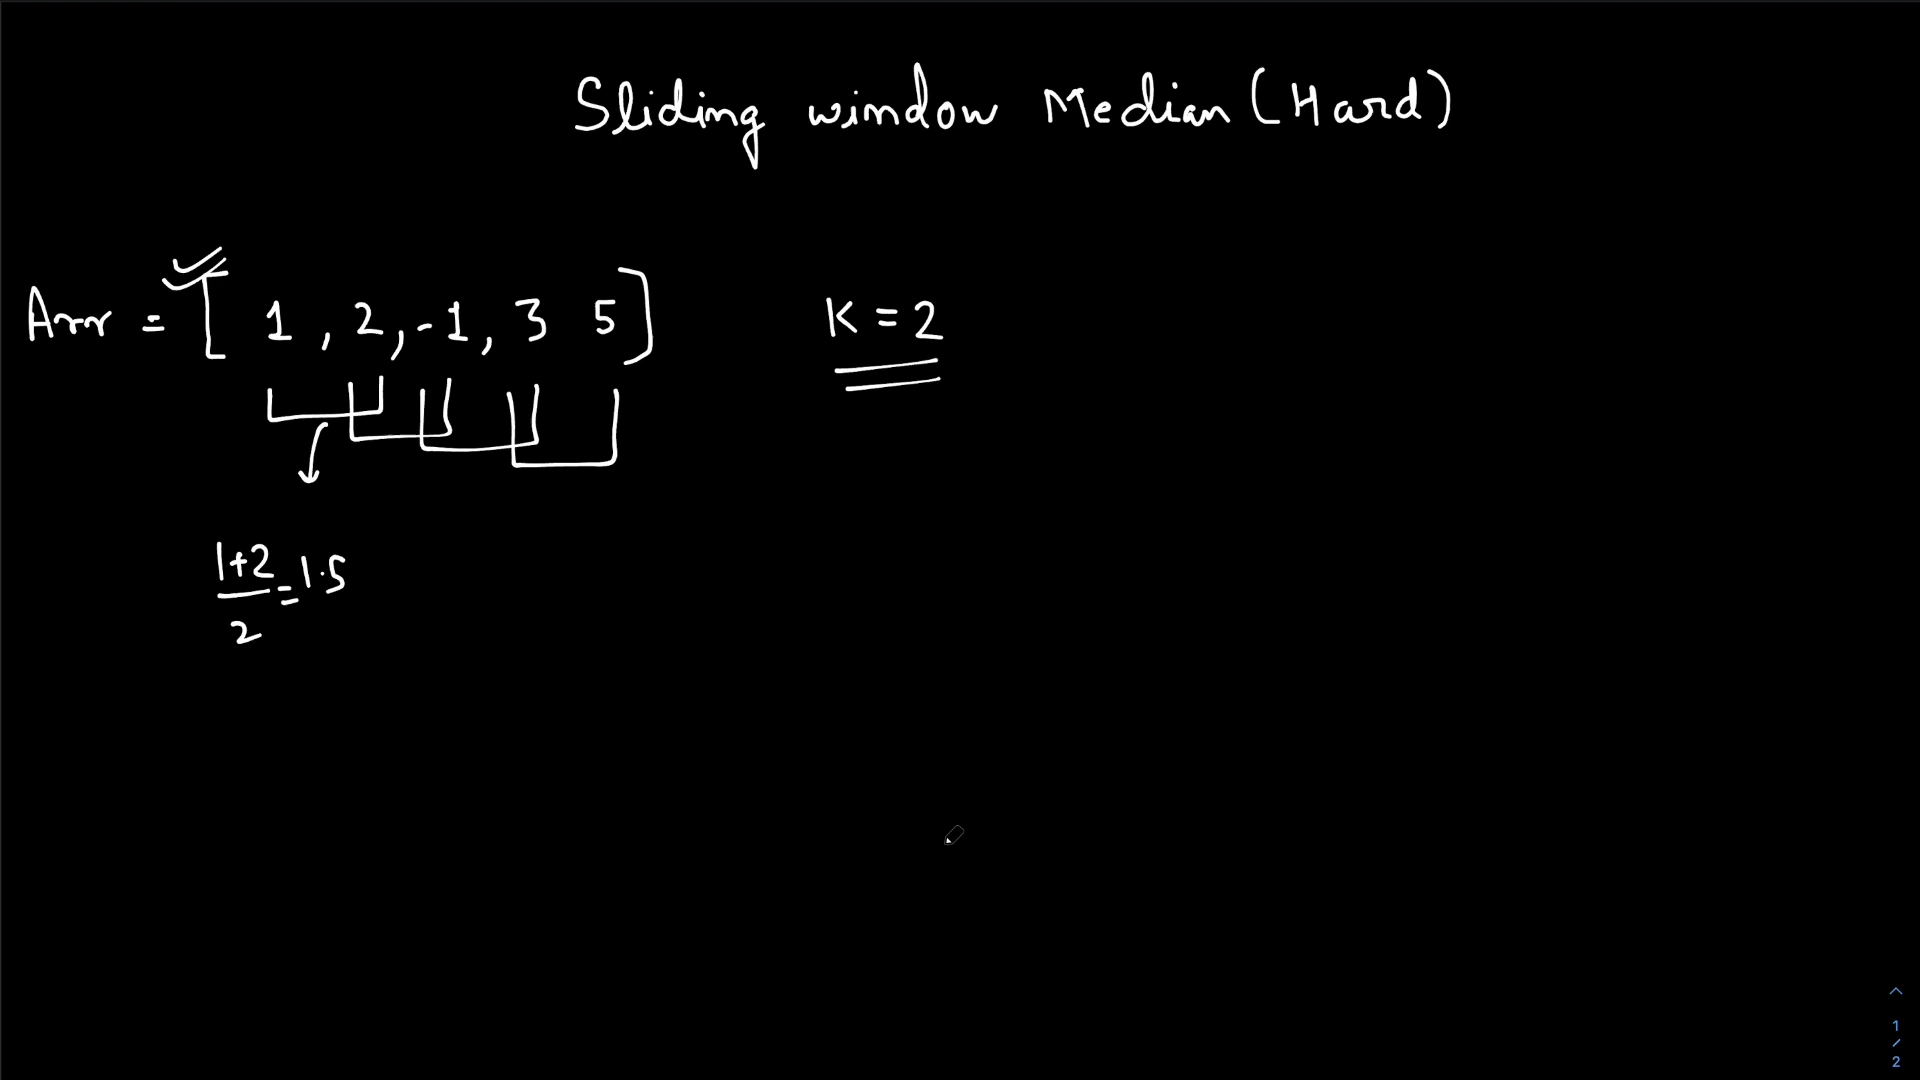 Sliding window Median (Hard)
Arr = [ 1 , 2 , -1 , 3 5 ]
K = 2
1+2
= 1.5
2
1
/
2